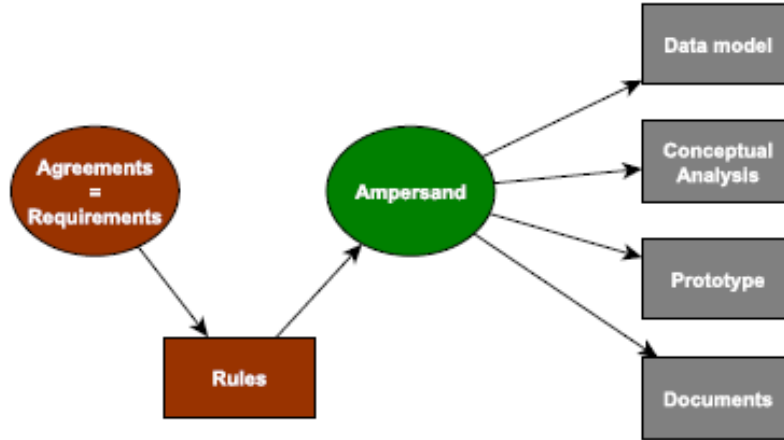 Data model
Agreements
=
Requirements
Ampersand
Conceptual
Analysis
Prototype
Rules
Documents